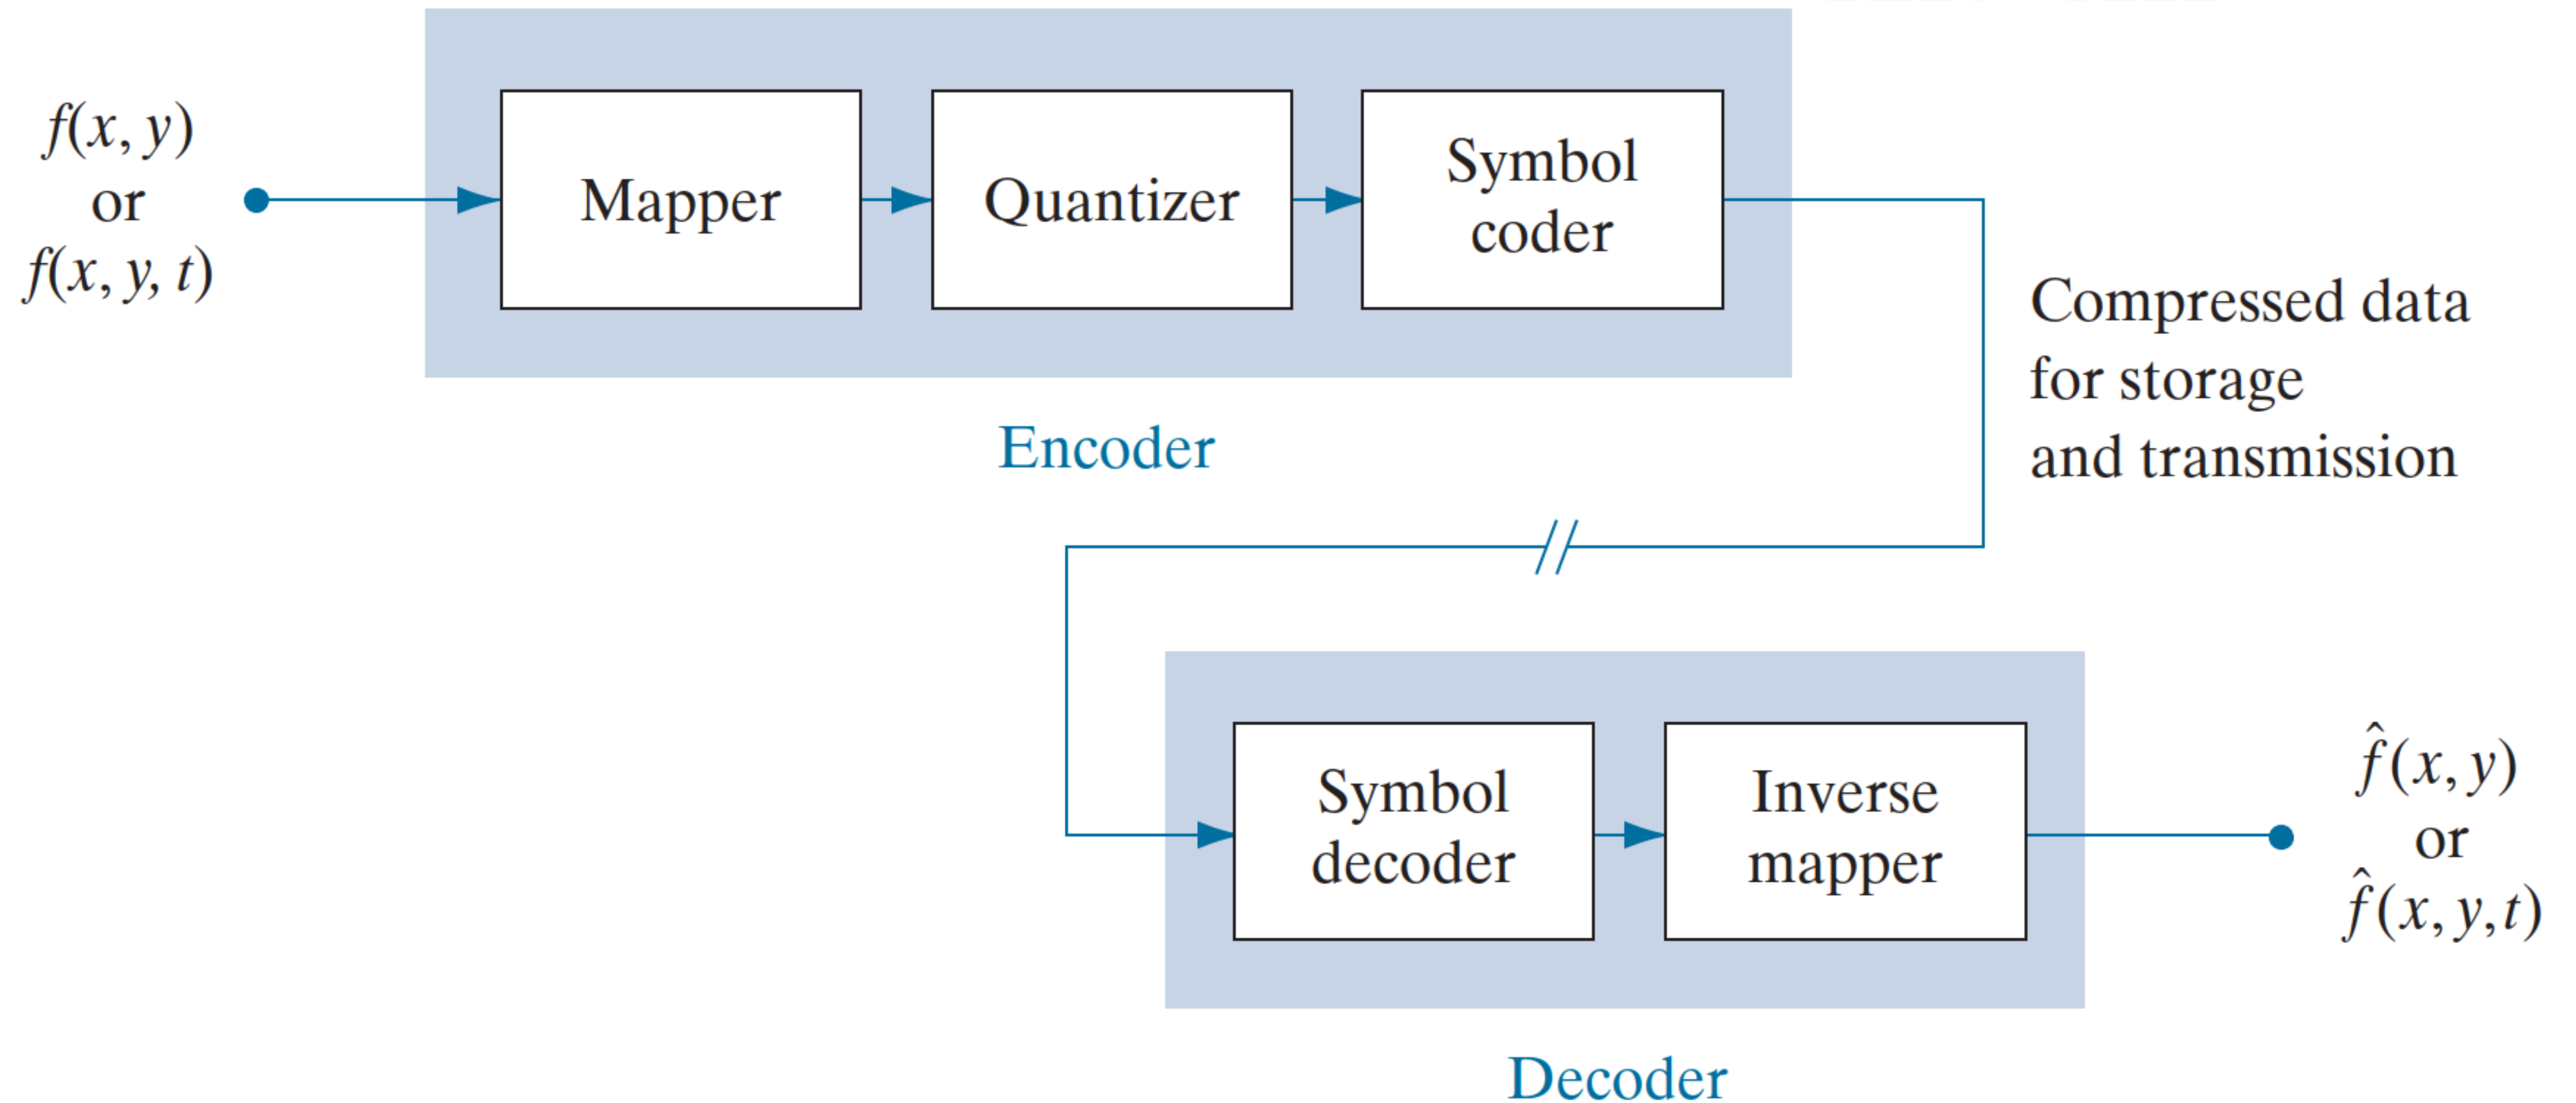 f(x, y)
or
f(x, y, t)
Mapper
Quantizer
Symbol
coder
Encoder
Compressed data
for storage
and transmission
Symbol
decoder
Inverse
mapper
Decoder
f̂(x, y)
or
f̂(x, y, t)